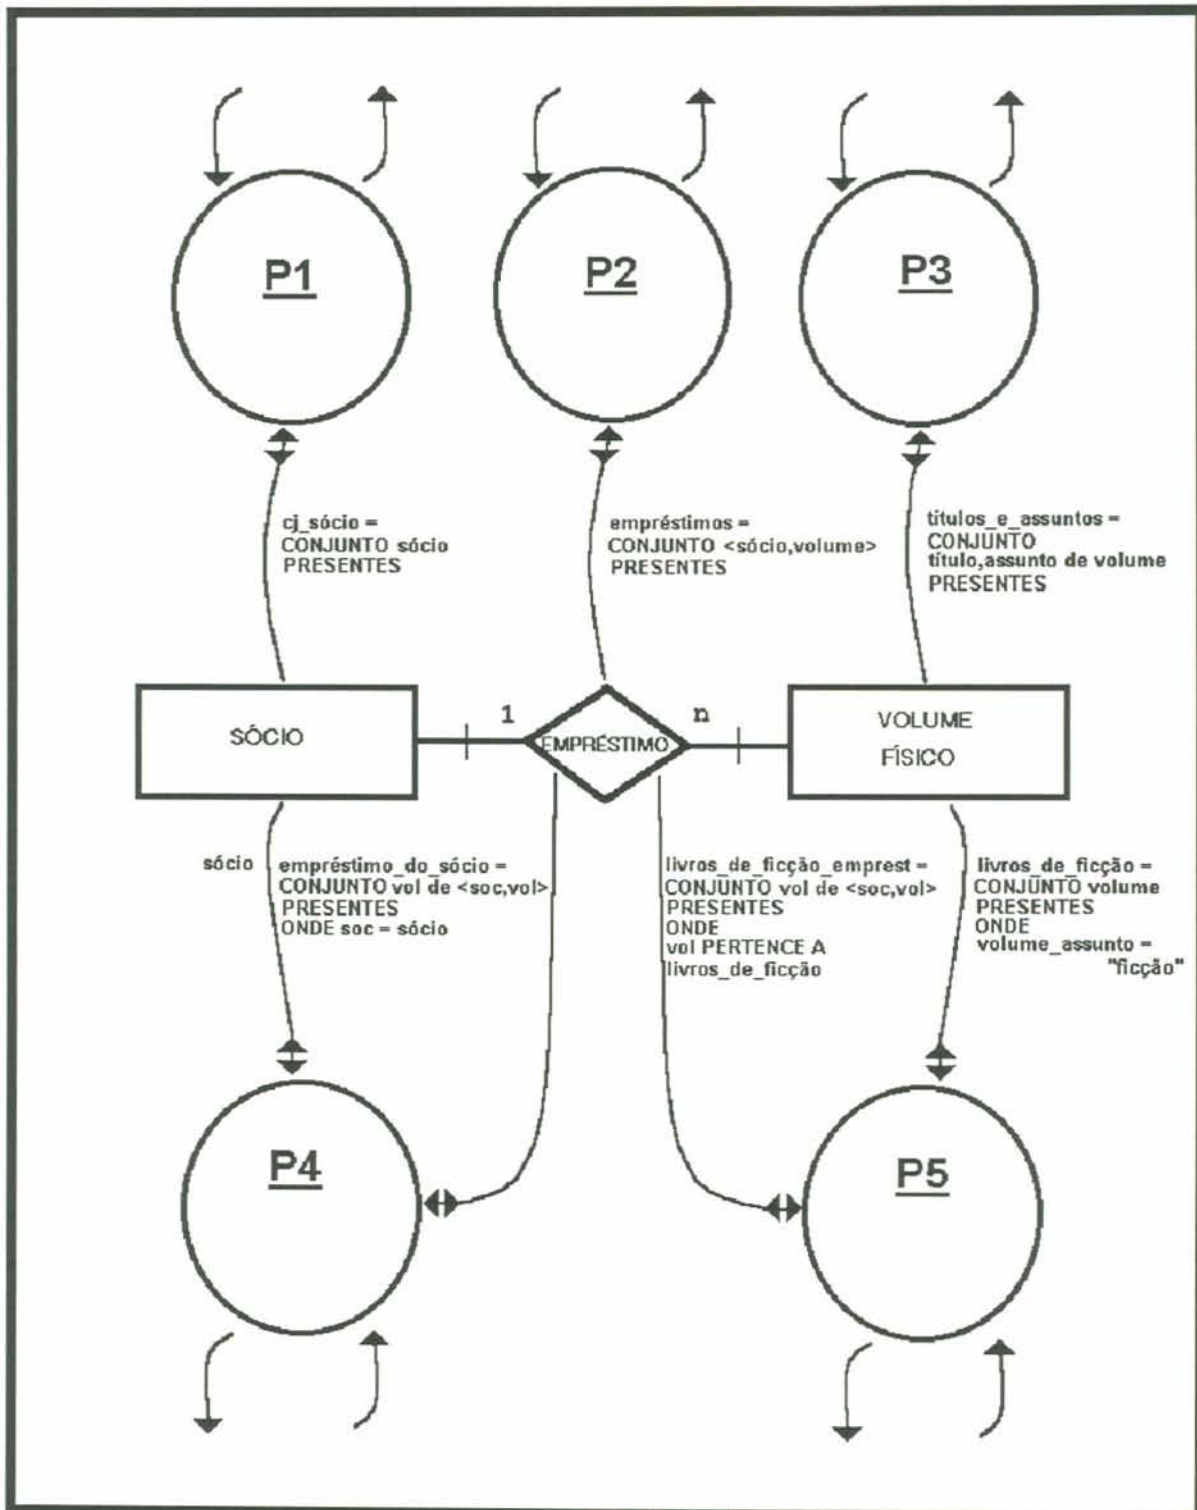 P1
P2
P3
cj_sócio =
CONJUNTO sócio
PRESENTES
empréstimos =
CONJUNTO <sócio,volume>
PRESENTES
títulos_e_assuntos =
CONJUNTO
título,assunto de volume
PRESENTES
SÓCIO
1
EMPRÉSTIMO
n
VOLUME
FÍSICO
sócio
empréstimo_do_sócio =
CONJUNTO vol de <soc,vol>
PRESENTES
ONDE soc = sócio
livros_de_ficção_emprest =
CONJUNTO vol de <soc,vol>
PRESENTES
ONDE
vol PERTENCE A
livros_de_ficção
livros_de_ficção =
CONJUNTO volume
PRESENTES
ONDE
volume_assunto =
"ficção"
P4
P5